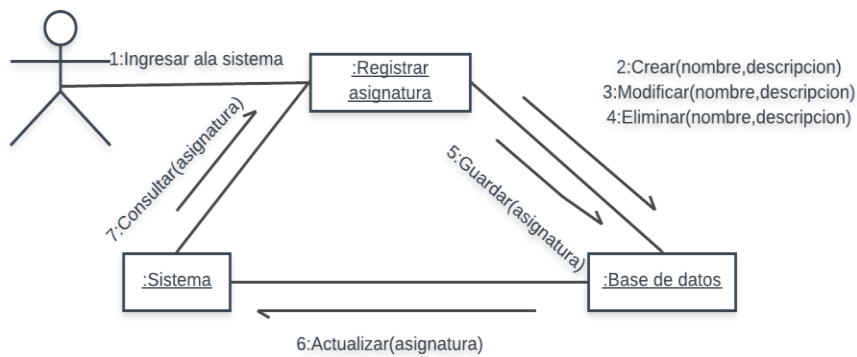 1:Ingresar ala sistema
:Registrar
asignatura
2:Crear(nombre,descripcion)
3:Modificar(nombre,descripcion)
4:Eliminar(nombre,descripcion)
5:Guardar(asignatura)
7:Consultar(asignatura)
:Sistema
:Base de datos
6:Actualizar(asignatura)